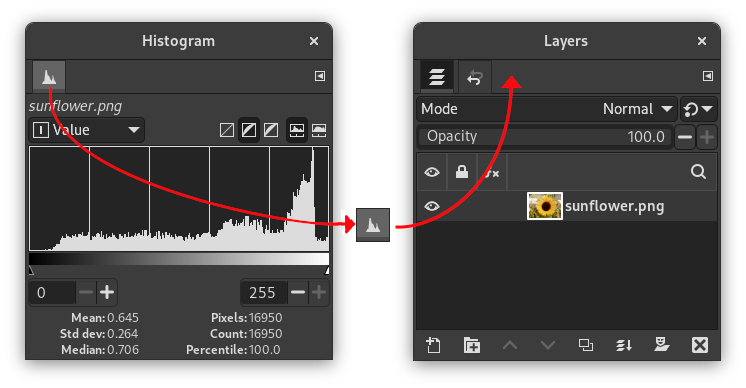 Histogram
sunflower.png
Value
0
255
Mean: 0.645
Pixels: 16950
Std dev: 0.264
Count: 16950
Median: 0.706
Percentile: 100.0
Layers
Mode
Normal
Opacity
100.0
sunflower.png